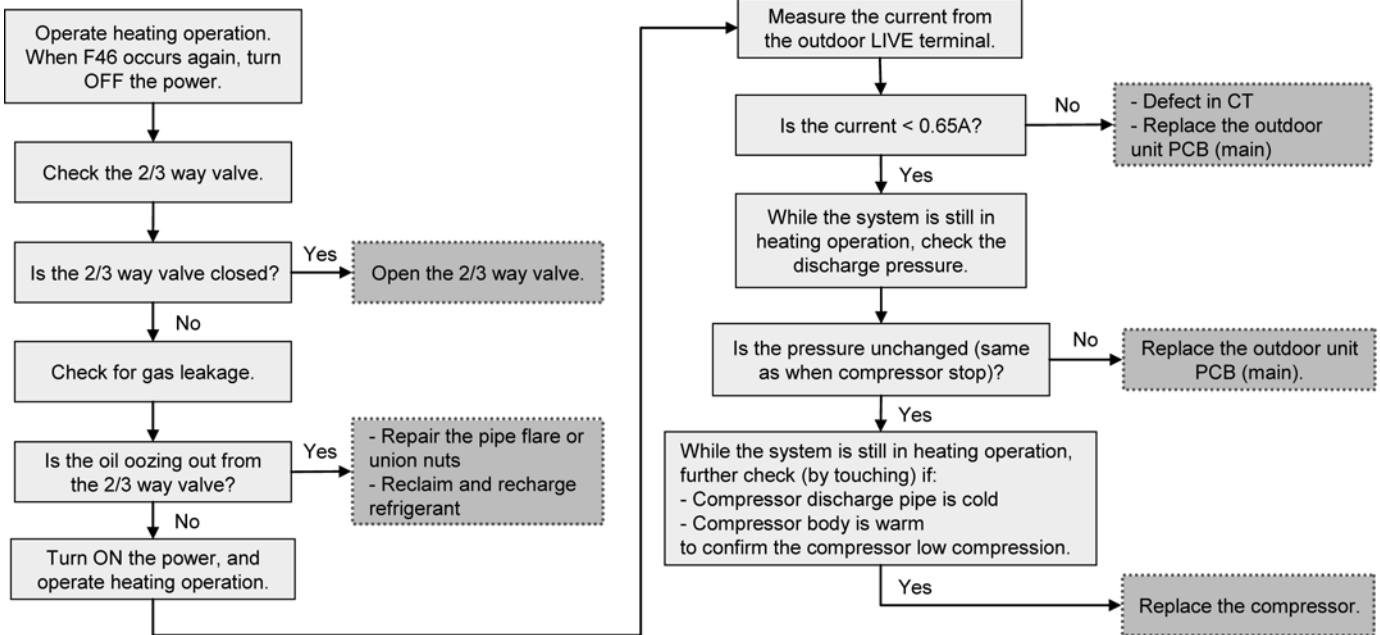 Operate heating operation.
When F46 occurs again, turn
OFF the power.
Check the 2/3 way valve.
Is the 2/3 way valve closed?
Yes
Open the 2/3 way valve.
No
Check for gas leakage.
Is the oil oozing out from
the 2/3 way valve?
Yes
- Repair the pipe flare or
union nuts
- Reclaim and recharge
refrigerant
No
Turn ON the power, and
operate heating operation.
Measure the current from
the outdoor LIVE terminal.
Is the current < 0.65A?
No
- Defect in CT
- Replace the outdoor
unit PCB (main)
Yes
While the system is still in
heating operation, check the
discharge pressure.
Is the pressure unchanged (same
as when compressor stop)?
No
Replace the outdoor unit
PCB (main).
Yes
While the system is still in heating operation,
further check (by touching) if:
- Compressor discharge pipe is cold
- Compressor body is warm
to confirm the compressor low compression.
Yes
Replace the compressor.